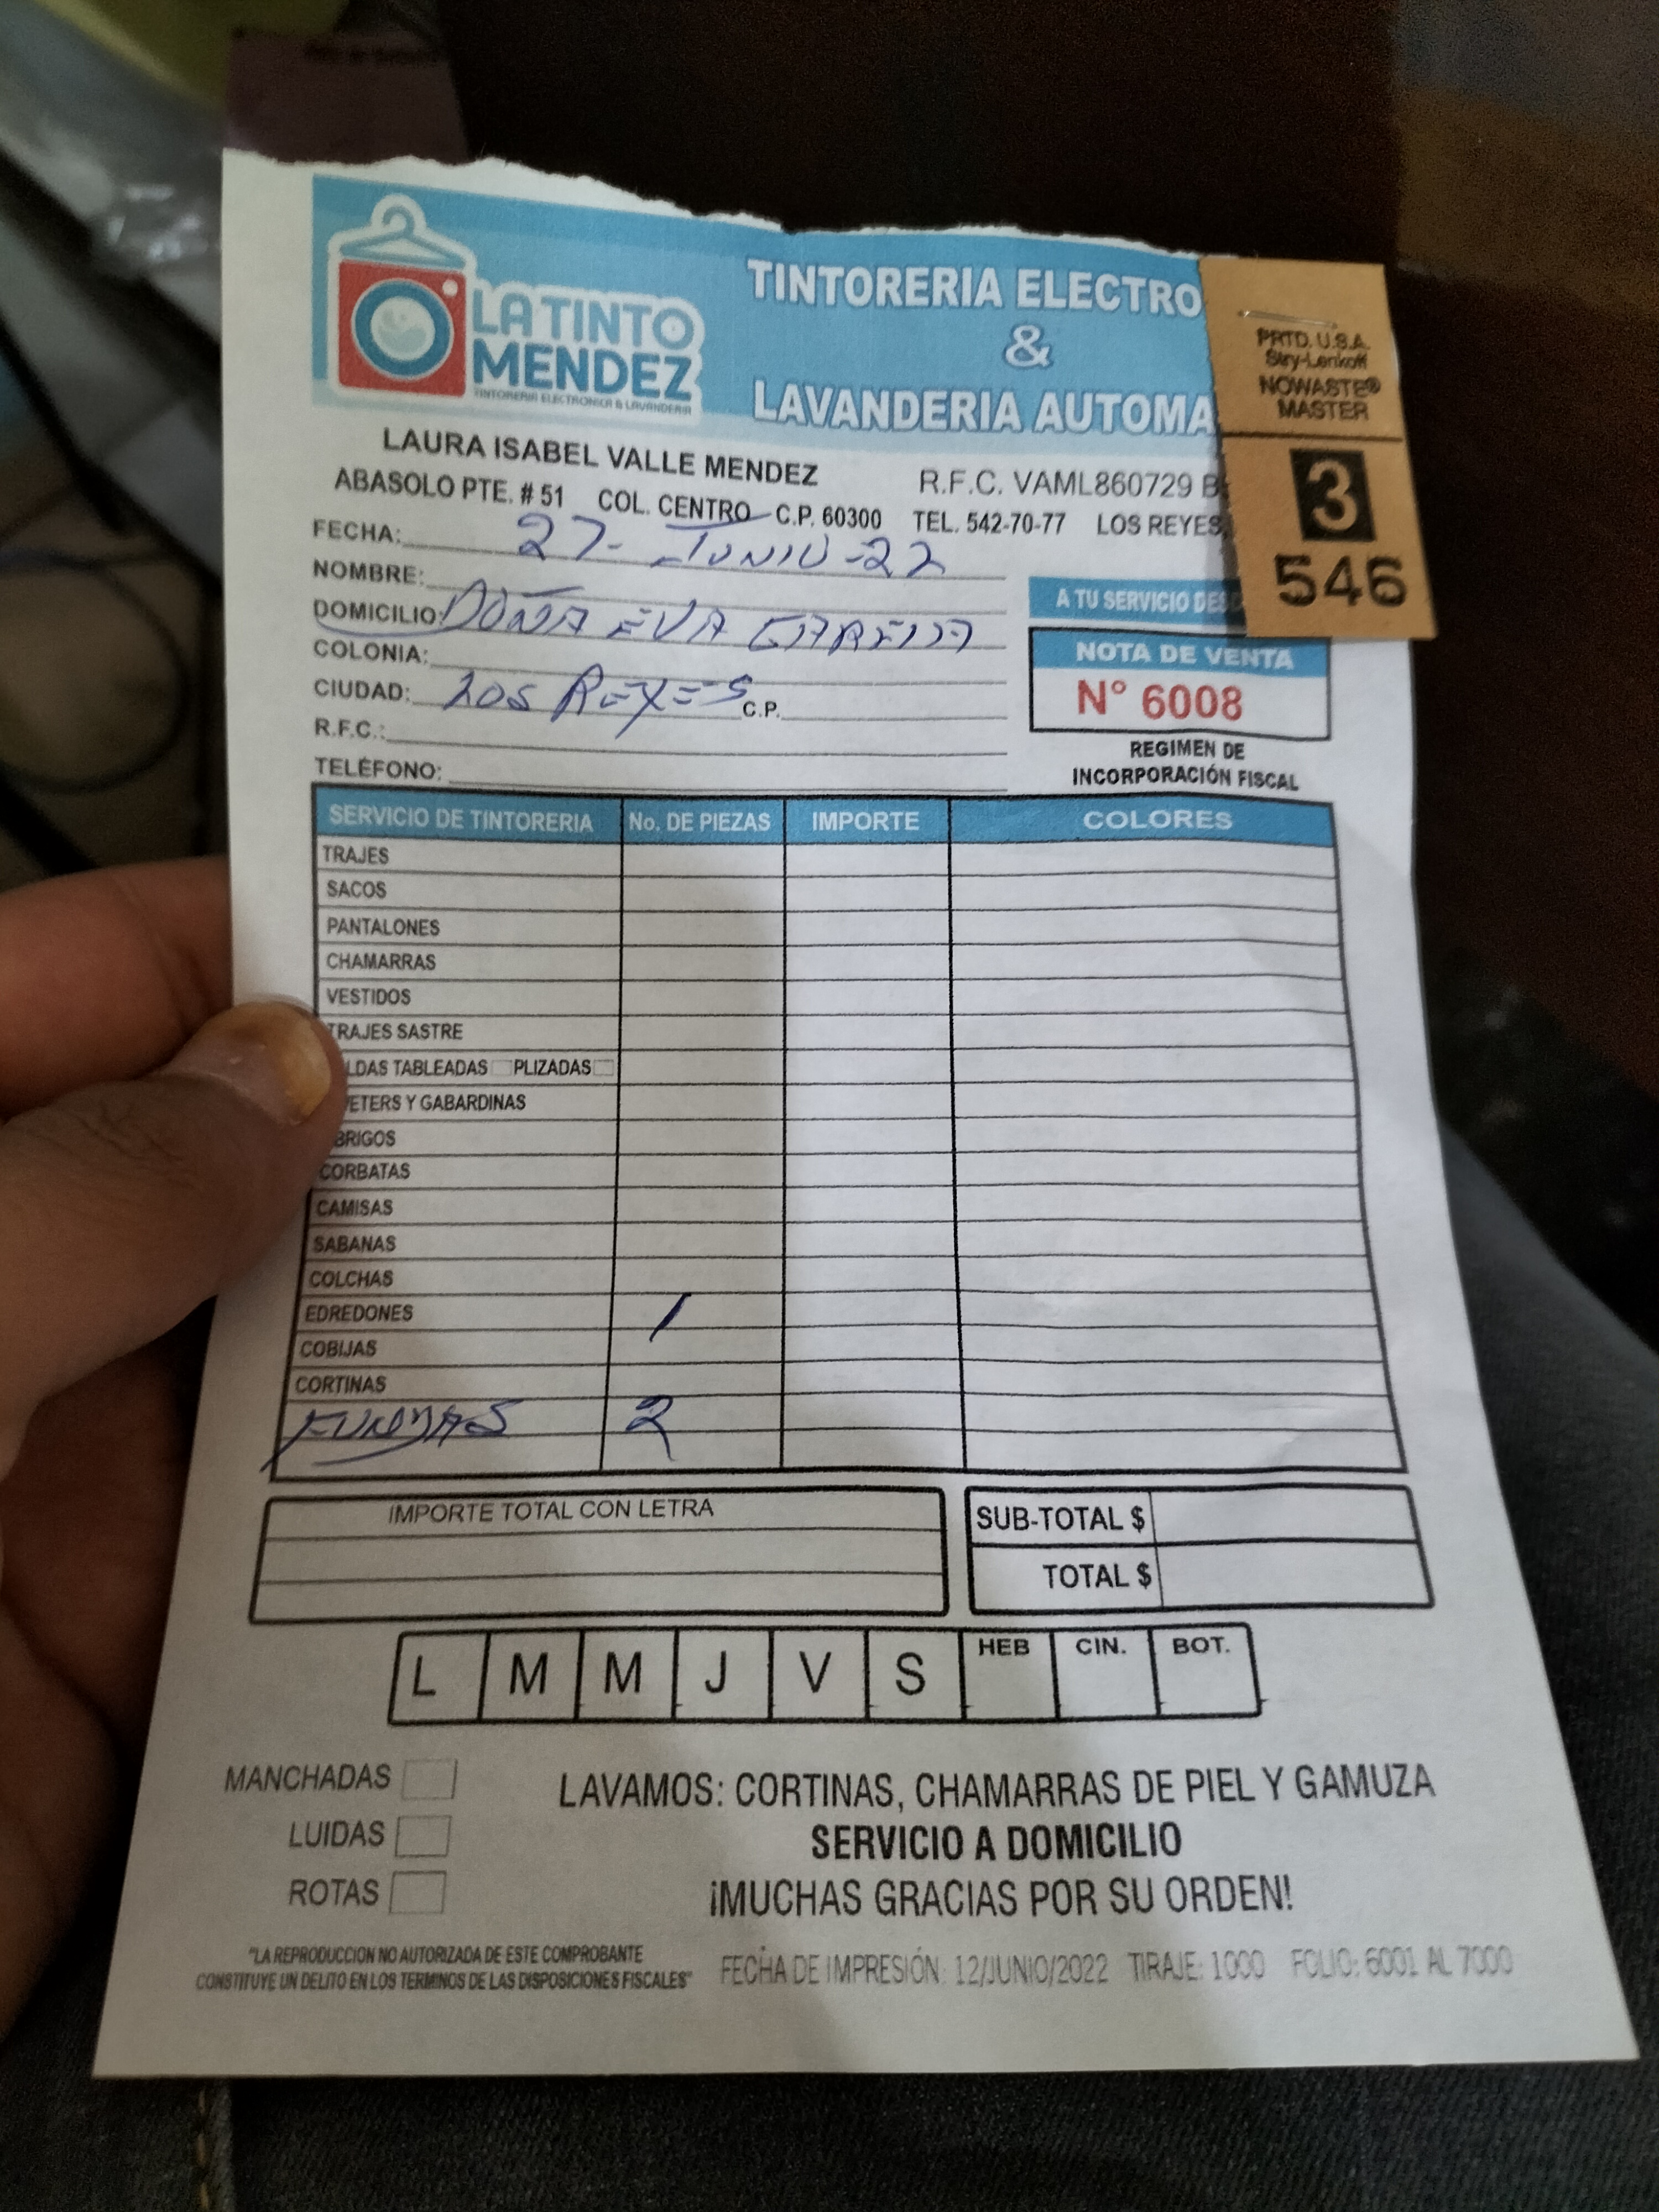 LA TINTO
MENDEZ
TINTORERIA ELECTRONICA & LAVANDERIA
TINTORERIA ELECTRO
&
LAVANDERIA AUTOMA
PRTD. U.S.A.
Stry-Lenkoff
NOWASTE®
MASTER
3
546
LAURA ISABEL VALLE MENDEZ R.F.C. VAML860729 B
ABASOLO PTE. # 51 COL. CENTRO C.P. 60300 TEL. 542-70-77 LOS REYES,
FECHA: 27- JUNIO -22
NOMBRE:
DOMICILIO: DOÑA EVA GARCIA
COLONIA:
CIUDAD: LOS REYES C.P.
R.F.C.:
TELÉFONO:
A TU SERVICIO DESD
NOTA DE VENTA
N° 6008
REGIMEN DE
INCORPORACIÓN FISCAL
SERVICIO DE TINTORERIA No. DE PIEZAS IMPORTE COLORES
TRAJES
SACOS
PANTALONES
CHAMARRAS
VESTIDOS
TRAJES SASTRE
LDAS TABLEADAS PLIZADAS
ETERS Y GABARDINAS
BRIGOS
CORBATAS
CAMISAS
SABANAS
COLCHAS
EDREDONES 1
COBIJAS
CORTINAS
FUNDAS 2
IMPORTE TOTAL CON LETRA
SUB-TOTAL $
TOTAL $
L M M J V S HEB CIN. BOT.
MANCHADAS
LUIDAS
ROTAS
LAVAMOS: CORTINAS, CHAMARRAS DE PIEL Y GAMUZA
SERVICIO A DOMICILIO
¡MUCHAS GRACIAS POR SU ORDEN!
"LA REPRODUCCION NO AUTORIZADA DE ESTE COMPROBANTE
CONSTITUYE UN DELITO EN LOS TERMINOS DE LAS DISPOSICIONES FISCALES"
FECHA DE IMPRESIÓN: 12/JUNIO/2022 TIRAJE: 1000 FOLIO: 6001 AL 7000